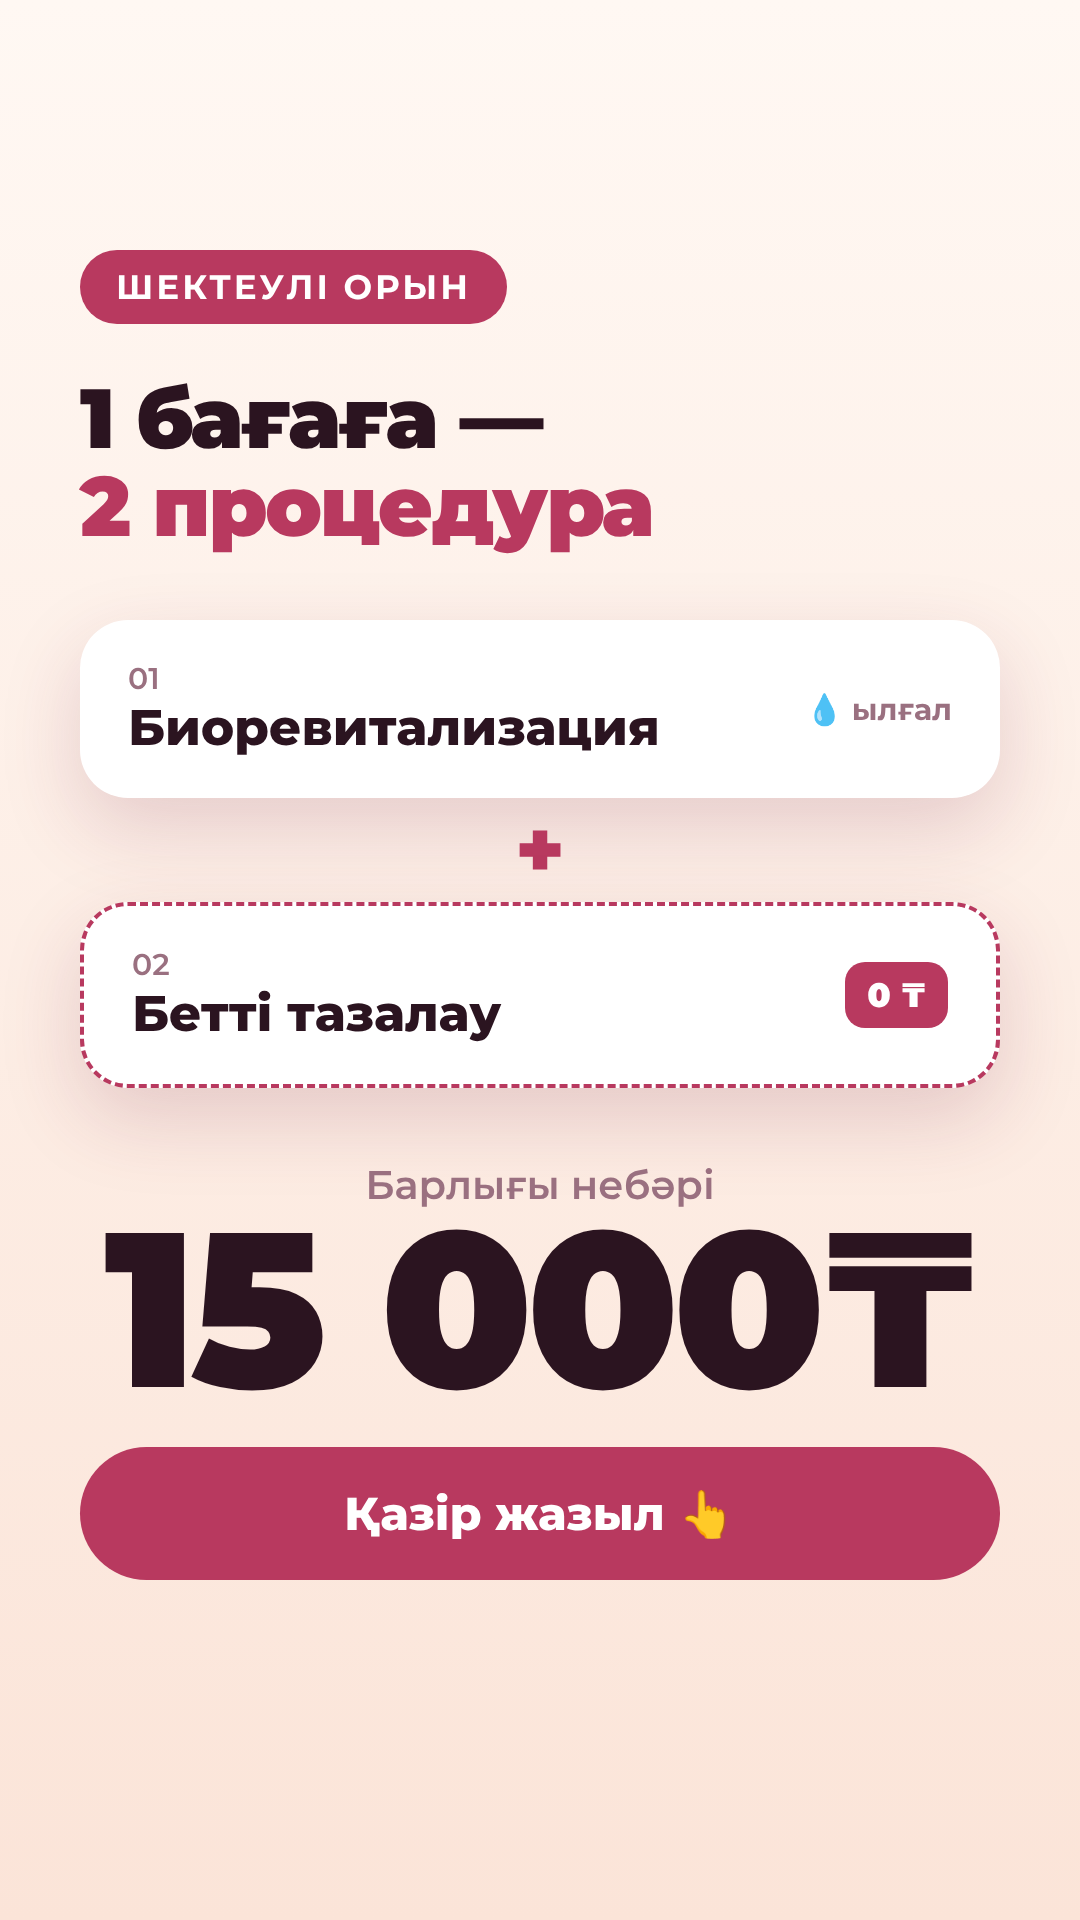 ШЕКТЕУЛІ ОРЫН
1 бағаға —
2 процедура
01
Биоревитализация
💧 ылғал
+
02
Бетті тазалау
0 ₸
Барлығы небәрі
15 000₸
Қазір жазыл 👆